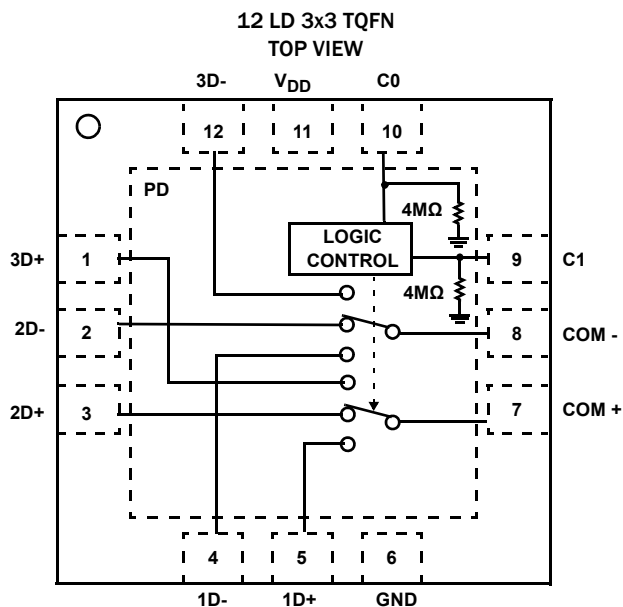 12 LD 3x3 TQFN
TOP VIEW
3D- VDD C0
12 11 10
PD
4MΩ
LOGIC
CONTROL
3D+ 1 9 C1
4MΩ
2D- 2 8 COM -
2D+ 3 7 COM +
4 5 6
1D- 1D+ GND